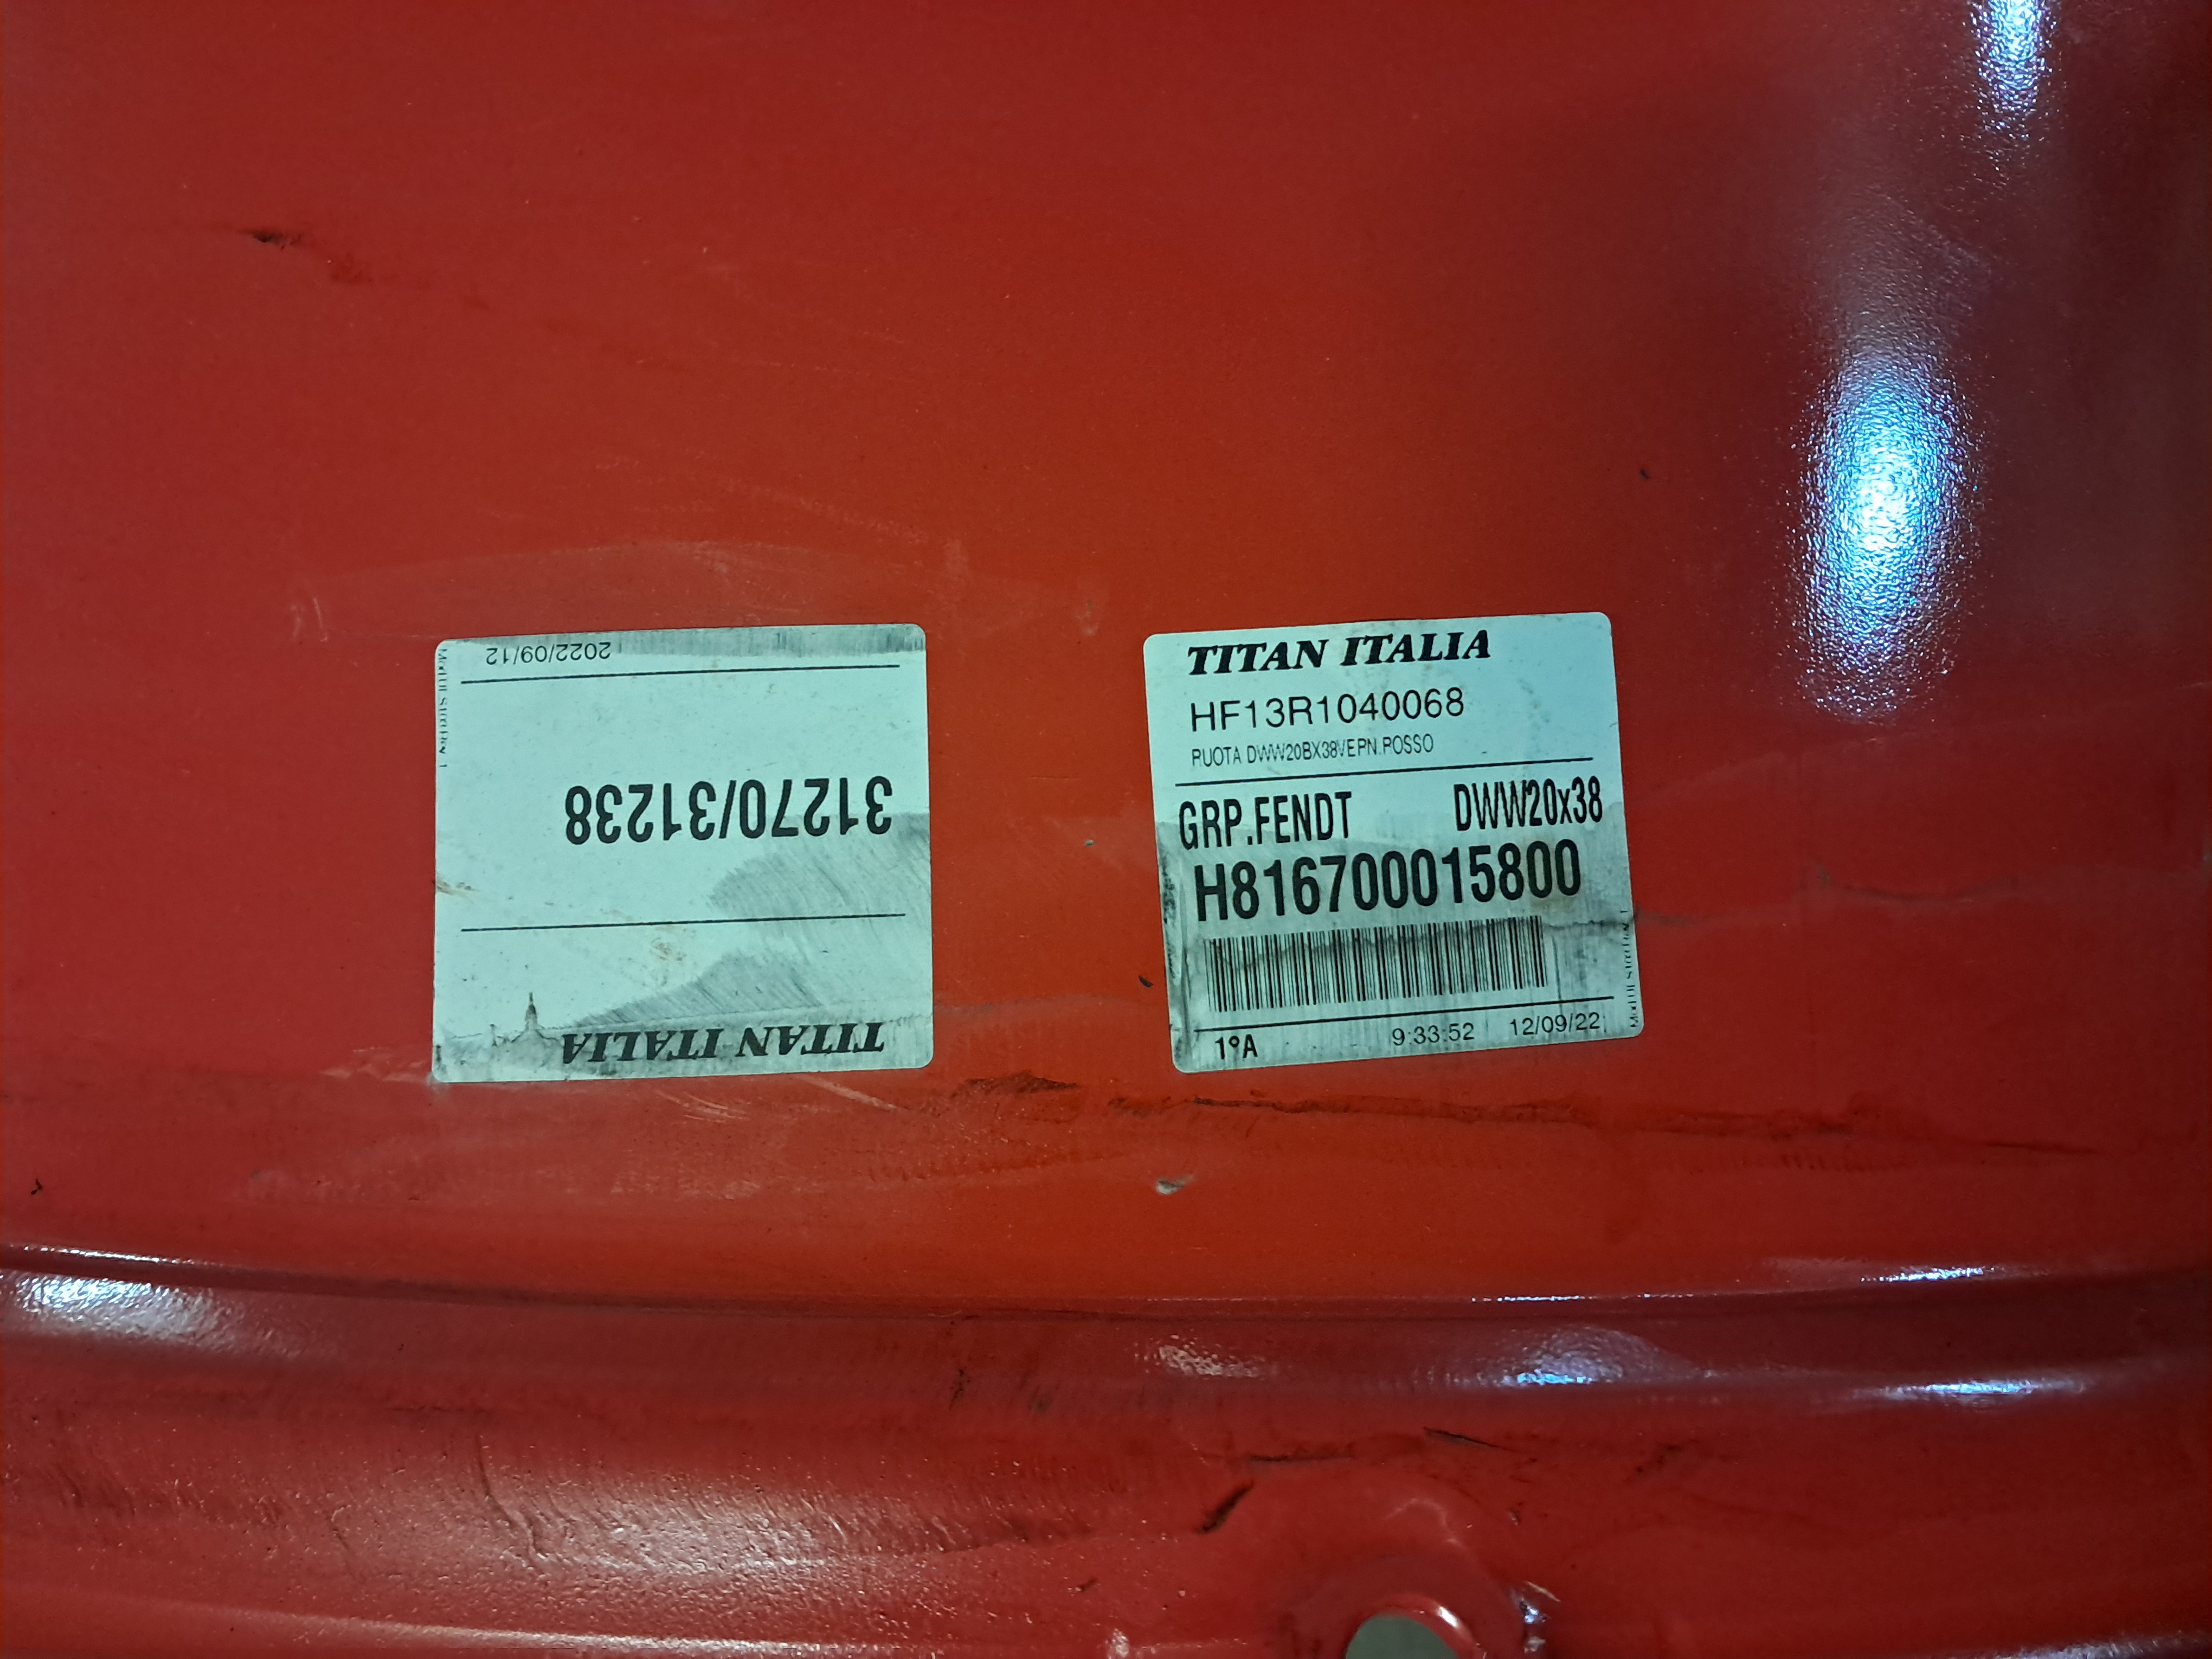 2022/09/12
31270/31238
TITAN ITALIA
TITAN ITALIA
HF13R1040068
RUOTA DWW20BX38VEPN.ROSSO
GRP.FENDT DWW20x38
H816700015800
1°A 9:33:52 12/09/22